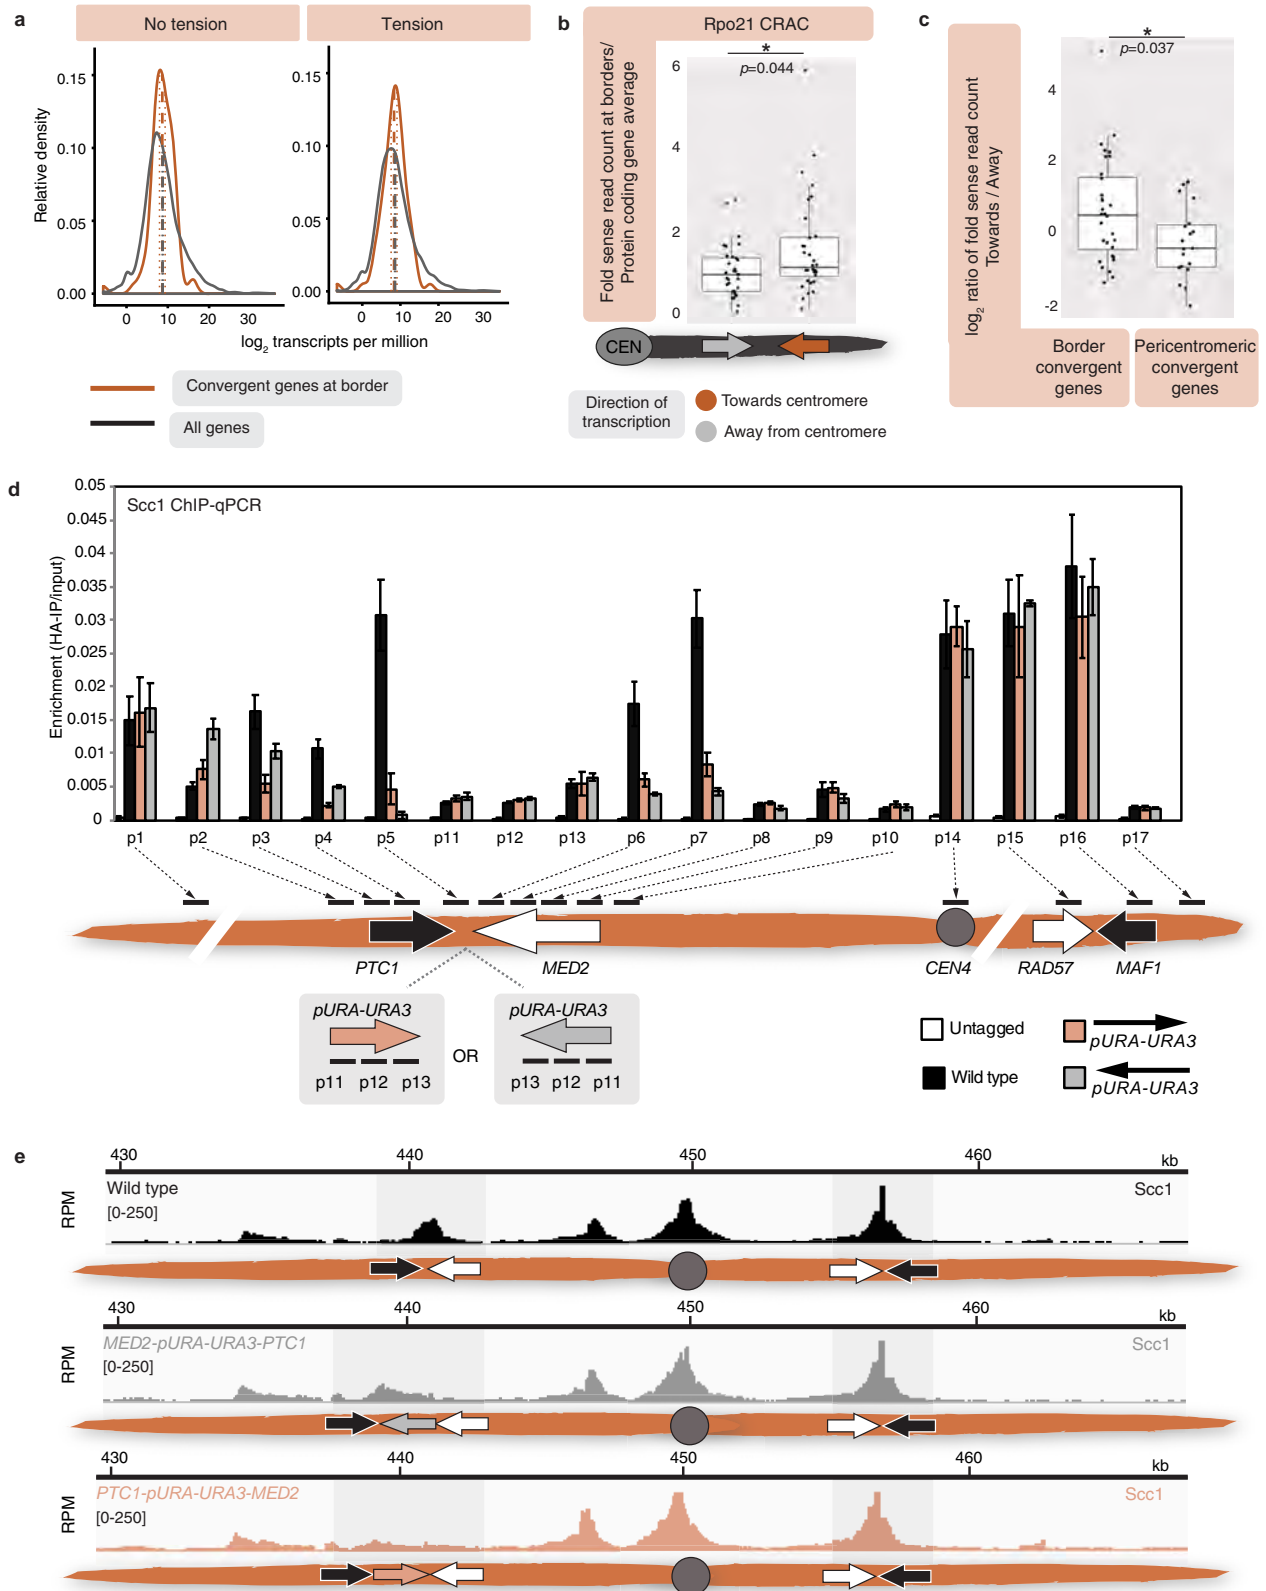 a
No tension
Tension
Relative density
0.15
0.10
0.05
0.00
0
10
20
30
0.15
0.10
0.05
0.00
0
10
20
30
log2 transcripts per million
Convergent genes at border
All genes
b
Rpo21 CRAC
Fold sense read count at borders/
Protein coding gene average
*
p=0.044
6
4
2
0
CEN
Direction of
transcription
Towards centromere
Away from centromere
c
log2 ratio of fold sense read count
Towards / Away
*
p=0.037
4
2
0
-2
Border
convergent
genes
Pericentromeric
convergent
genes
d
Scc1 ChIP-qPCR
Enrichment (HA-IP/input)
0.05
0.045
0.04
0.035
0.03
0.025
0.02
0.015
0.01
0.005
0
p1 p2 p3 p4 p5 p11 p12 p13 p6 p7 p8 p9 p10 p14 p15 p16 p17
PTC1
MED2
CEN4
RAD57
MAF1
pURA-URA3
p11 p12 p13
OR
pURA-URA3
p13 p12 p11
Untagged
Wild type
pURA-URA3
pURA-URA3
e
430 440 450 460 kb
Wild type
[0-250]
RPM
Scc1
430 440 450 460 kb
MED2-pURA-URA3-PTC1
[0-250]
RPM
Scc1
430 440 450 460 kb
PTC1-pURA-URA3-MED2
[0-250]
RPM
Scc1